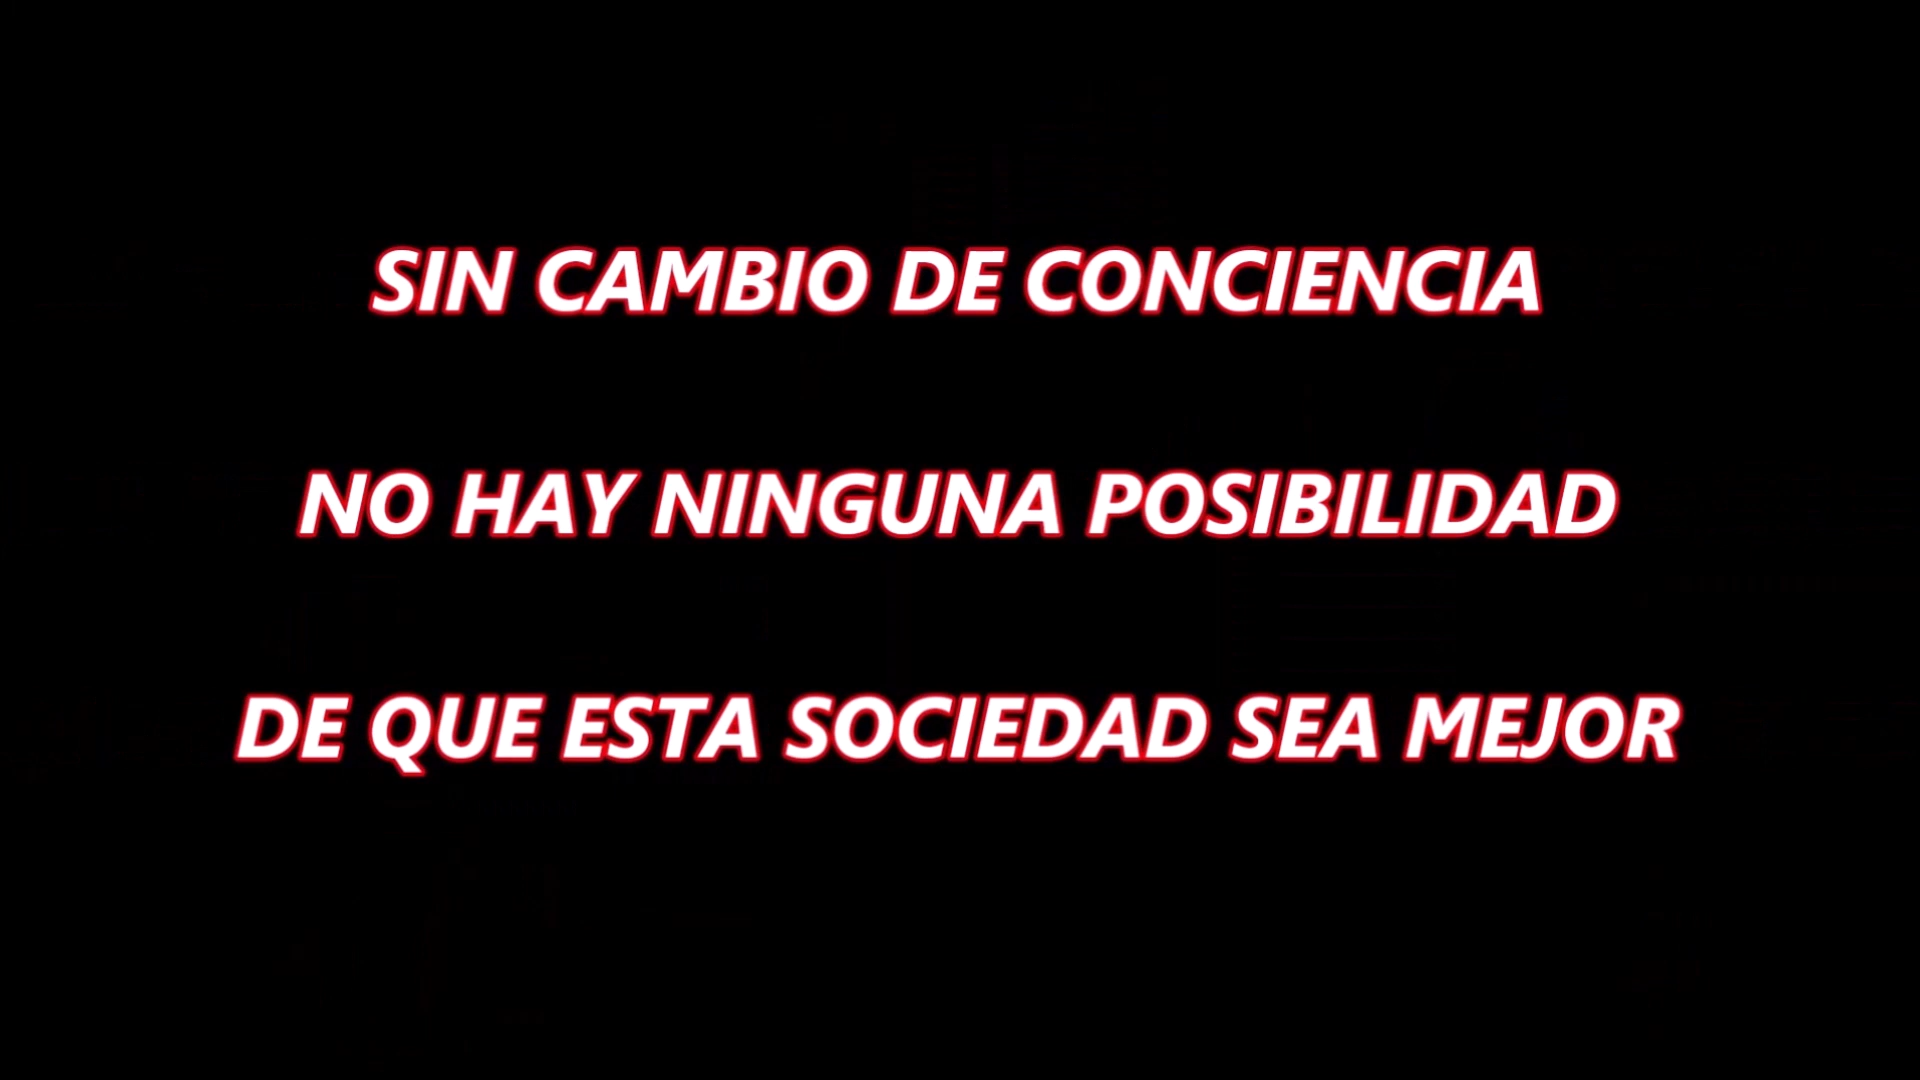 SIN CAMBIO DE CONCIENCIA
NO HAY NINGUNA POSIBILIDAD
DE QUE ESTA SOCIEDAD SEA MEJOR